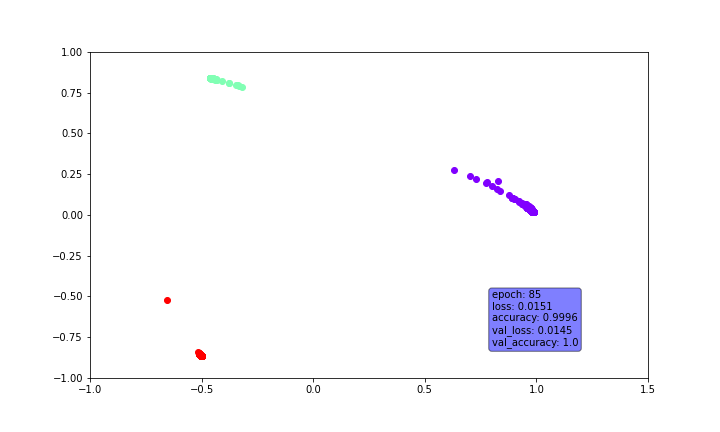 1.00
0.75
0.50
0.25
0.00
−0.25
−0.50
−0.75
−1.00
epoch: 85
loss: 0.0151
accuracy: 0.9996
val_loss: 0.0145
val_accuracy: 1.0
−1.0 −0.5 0.0 0.5 1.0 1.5